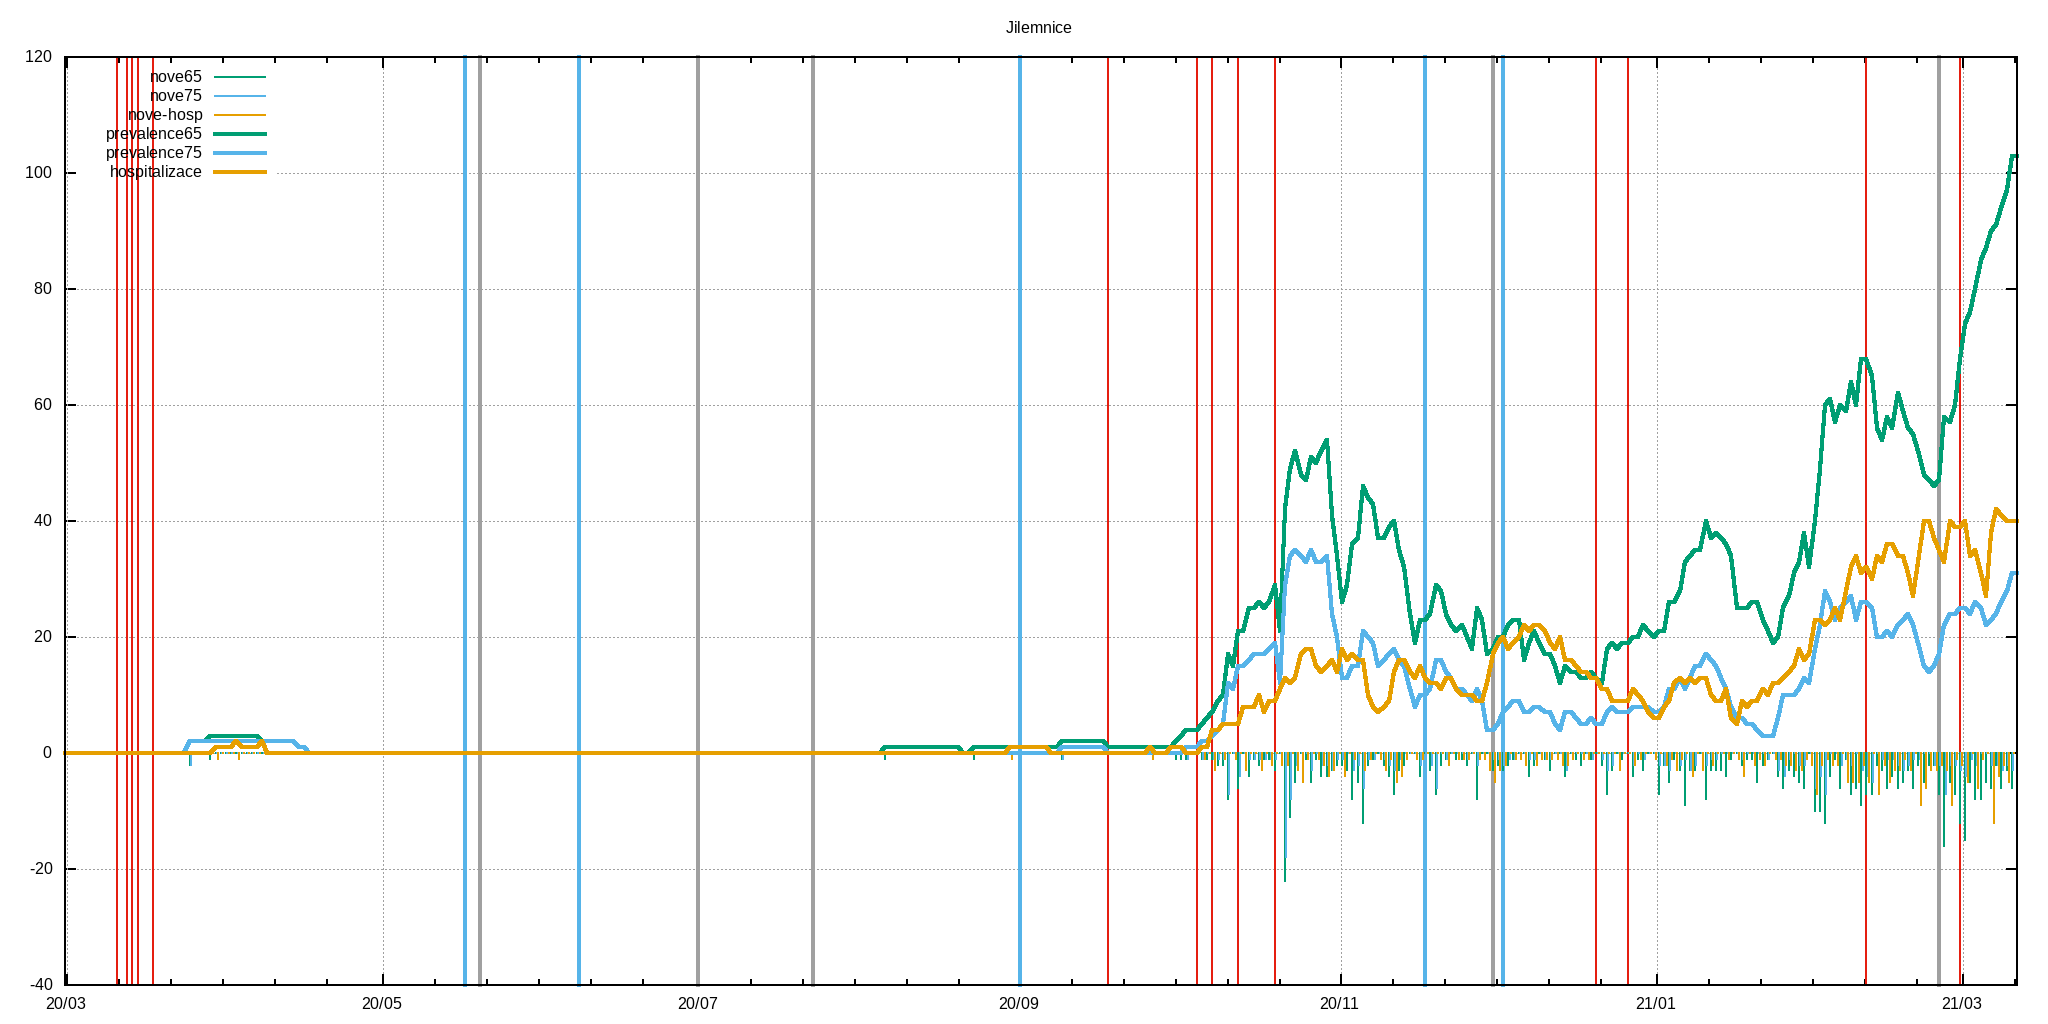 Jilemnice
120
100
80
60
40
20
0
-20
-40
nove65
nove75
nove-hosp
prevalence65
prevalence75
hospitalizace
20/03 20/05 20/07 20/09 20/11 21/01 21/03